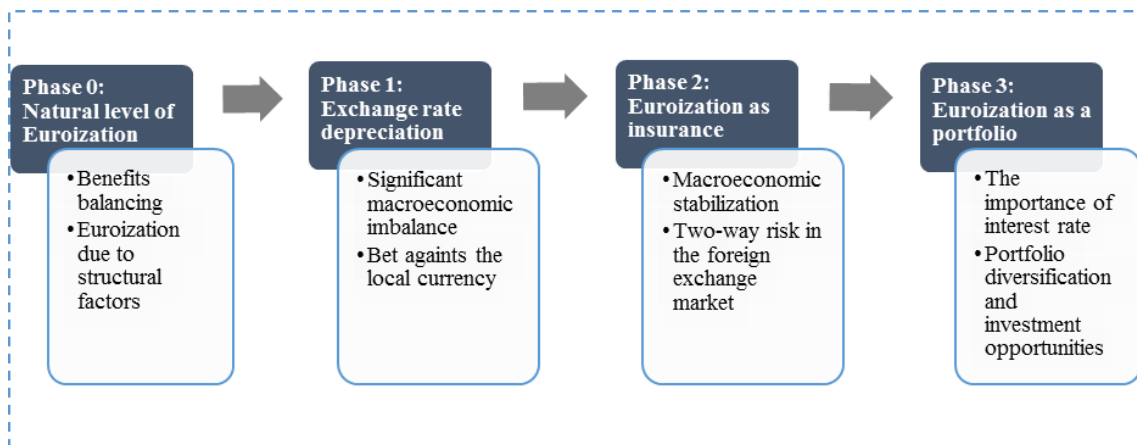 Phase 0:
Natural level of
Euroization
• Benefits
balancing
• Euroization
due to
structural
factors
Phase 1:
Exchange rate
depreciation
• Significant
macroeconomic
imbalance
• Bet againts the
local currency
Phase 2:
Euroization as
insurance
• Macroeconomic
stabilization
• Two-way risk in
the foreign
exchange
market
Phase 3:
Euroization as a
portfolio
• The
importance of
interest rate
• Portfolio
diversification
and
investment
opportunities